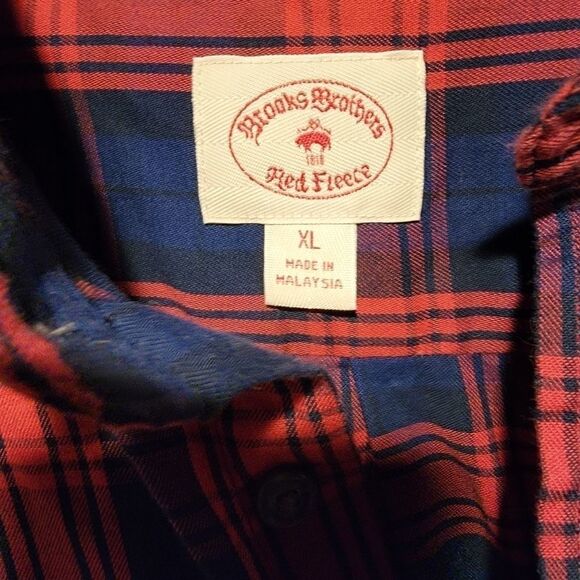 Brooks Brothers
1818
Red Fleece
XL
MADE IN
MALAYSIA